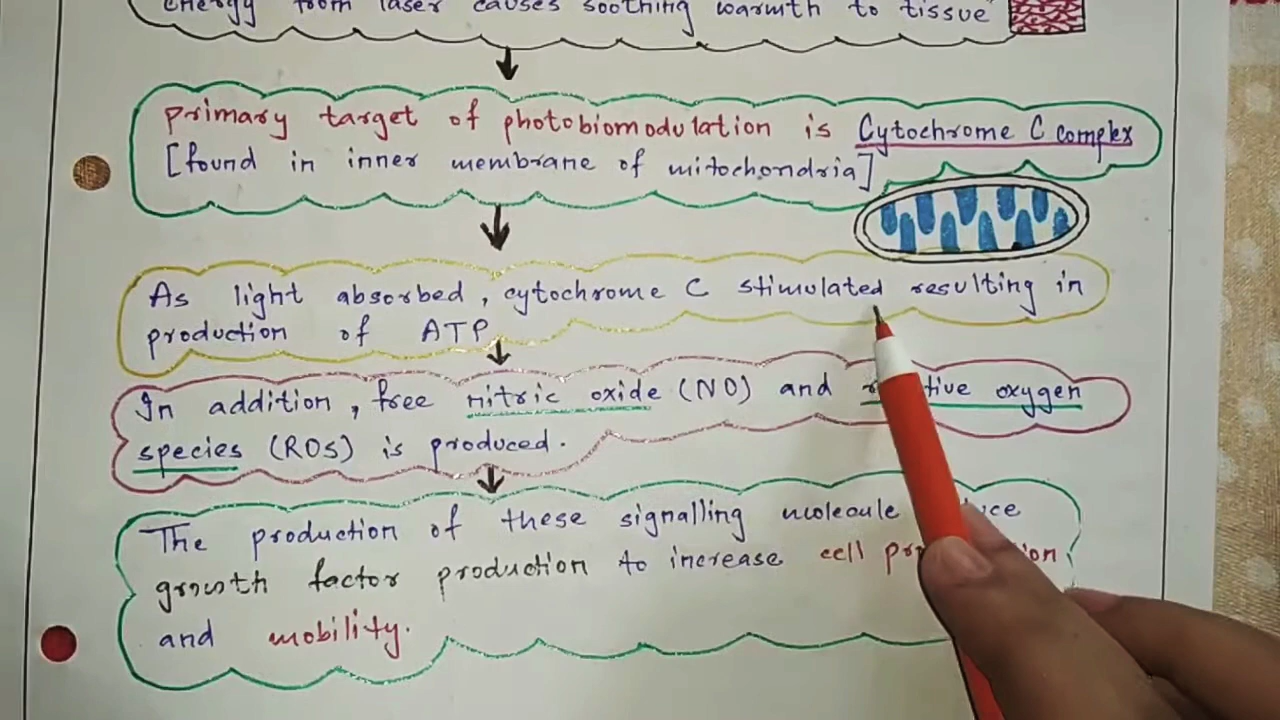 energy from laser causes soothing warmth to tissue
Primary target of photobiomodulation is Cytochrome C complex
[found in inner membrane of mitochondria]
As light absorbed, cytochrome C stimulated resulting in
production of ATP
In addition, free nitric oxide (NO) and oxygen
species (ROS) is produced.
The production of these signalling molecule
growth factor production to increase cell
and mobility.